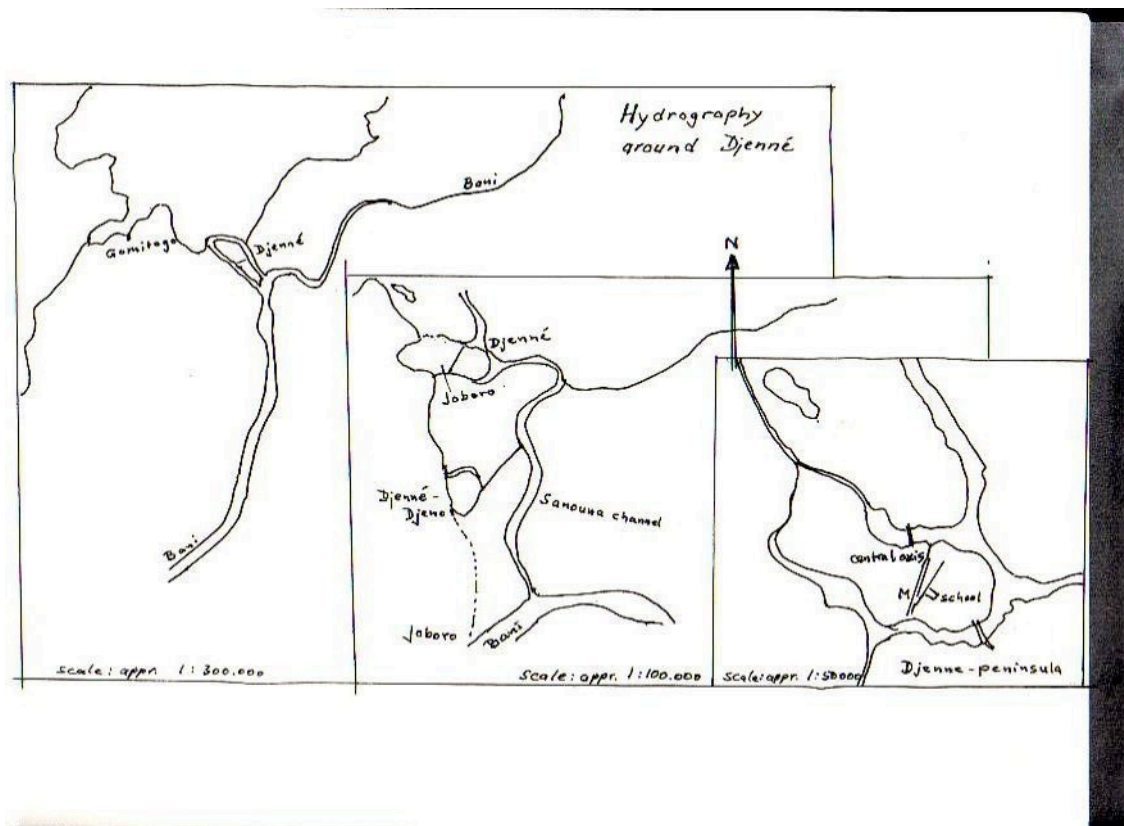 Hydrography
around Djenné
Bani
Gomitogo
Djenné
Bani
scale: appr. 1:300.000
Djenné
Joboro
Djenné-
Djeno
Sanouna channel
Joboro
Bani
scale: appr. 1:100.000
N
central axis
M
school
Djenne-peninsula
scale: appr. 1:50000